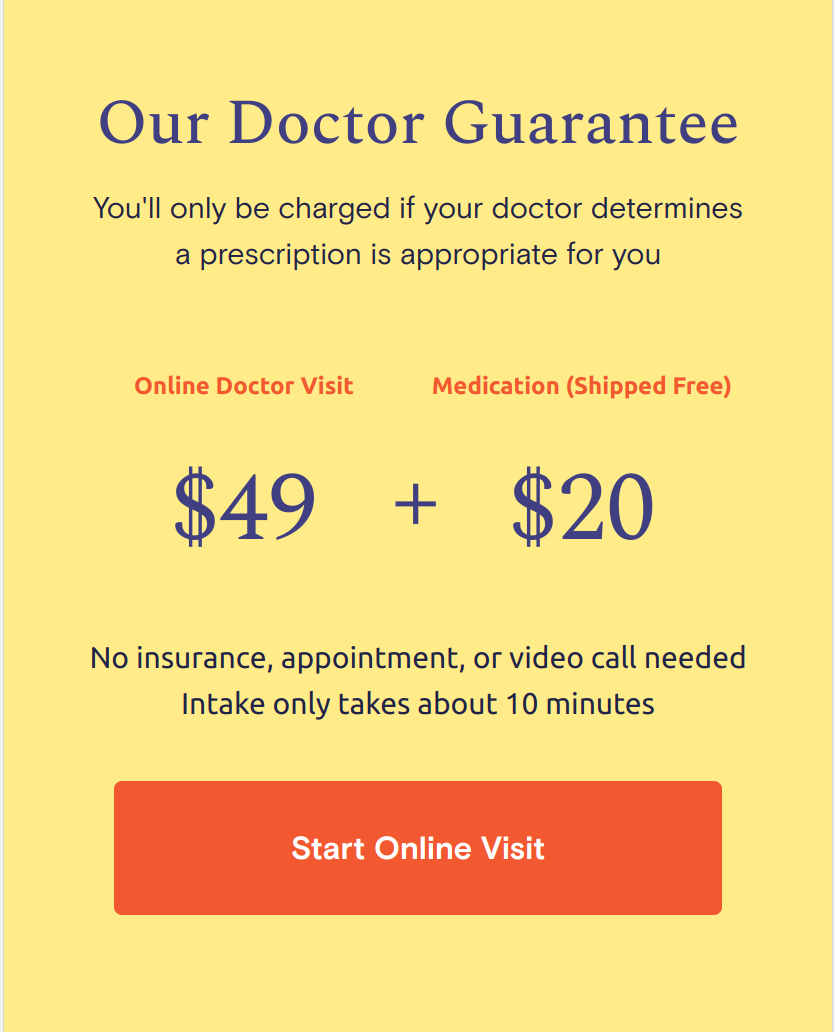 Our Doctor Guarantee
You'll only be charged if your doctor determines
a prescription is appropriate for you
Online Doctor Visit
Medication (Shipped Free)
$49 + $20
No insurance, appointment, or video call needed
Intake only takes about 10 minutes
Start Online Visit